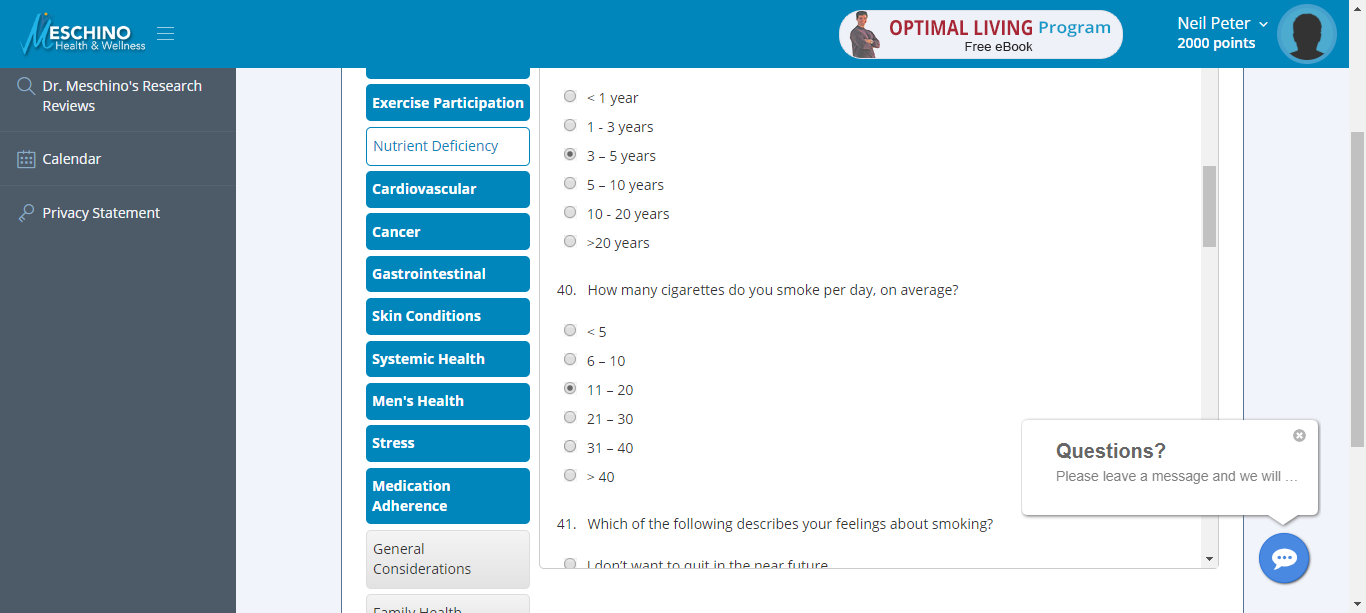 MESCHINO
Health & Wellness
OPTIMAL LIVING Program
Free eBook
Neil Peter
2000 points
Dr. Meschino's Research
Reviews
Calendar
Privacy Statement
Exercise Participation
Nutrient Deficiency
Cardiovascular
Cancer
Gastrointestinal
Skin Conditions
Systemic Health
Men's Health
Stress
Medication
Adherence
General
Considerations
Family Health
< 1 year
1 - 3 years
3 – 5 years
5 – 10 years
10 - 20 years
>20 years
40. How many cigarettes do you smoke per day, on average?
< 5
6 – 10
11 – 20
21 – 30
31 – 40
> 40
41. Which of the following describes your feelings about smoking?
I don't want to quit in the near future
Questions?
Please leave a message and we will ...